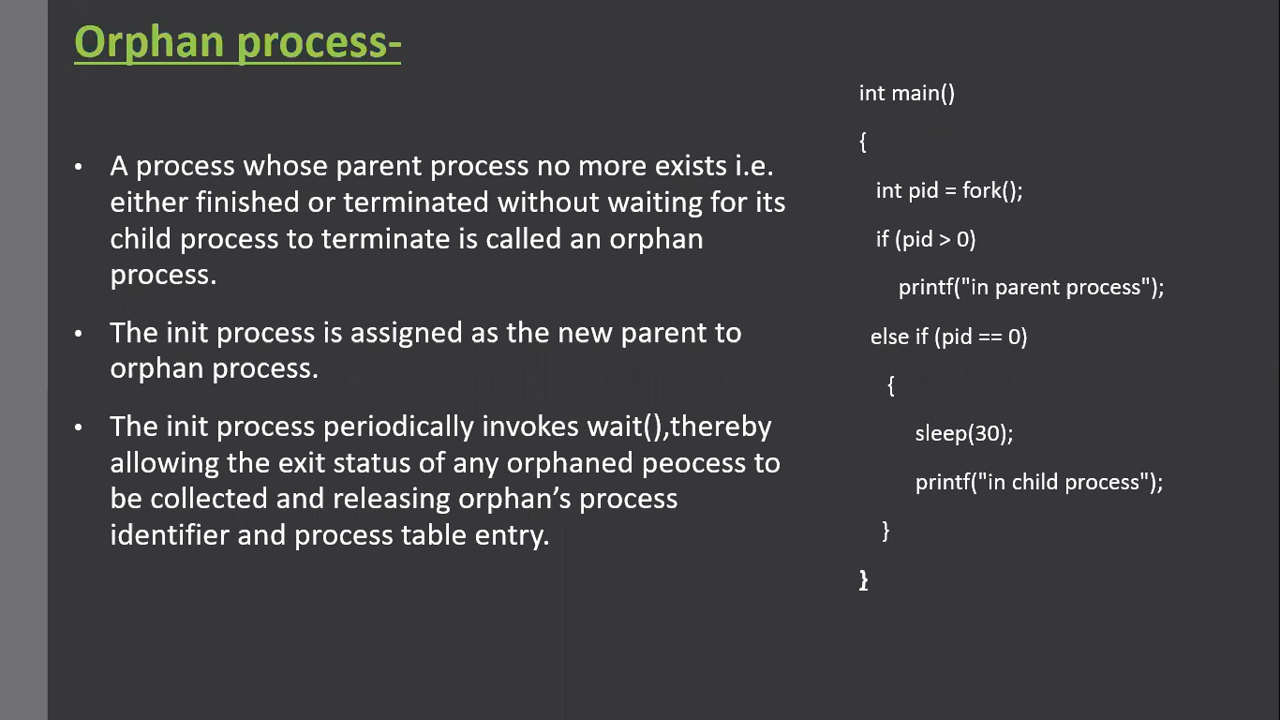 Orphan process-
• A process whose parent process no more exists i.e.
either finished or terminated without waiting for its
child process to terminate is called an orphan
process.
• The init process is assigned as the new parent to
orphan process.
• The init process periodically invokes wait(),thereby
allowing the exit status of any orphaned peocess to
be collected and releasing orphan’s process
identifier and process table entry.
int main()
{
int pid = fork();
if (pid > 0)
printf("in parent process");
else if (pid == 0)
{
sleep(30);
printf("in child process");
}
}